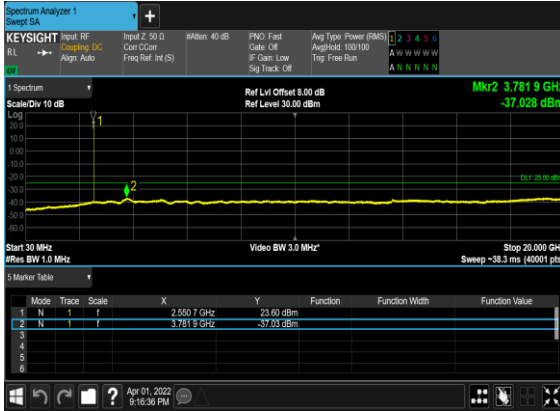 Spectrum Analyzer 1
Swept SA
+
KEYSIGHT Input: RF Input Z: 50 Ω #Atten: 40 dB PNO: Fast Avg Type: Power (RMS) 1 2 3 4 5 6
RL Coupling: DC Corr CCorr Gate: Off Avg|Hold: 100/100 A W W W W W
Align: Auto Freq Ref: Int (S) IF Gain: Low Trig: Free Run
Sig Track: Off A N N N N N
1 Spectrum Ref Lvl Offset 8.00 dB Mkr2 3.781 9 GHz
Scale/Div 10 dB Ref Level 30.00 dBm -37.028 dBm
Log
20.0
10.0
0.00
-10.0
-20.0
-30.0
-40.0
-50.0
-60.0
1
2
DL1 -25.00 dBm
Start 30 MHz Video BW 3.0 MHz* Stop 20.000 GH
#Res BW 1.0 MHz Sweep ~38.3 ms (40001 pts
5 Marker Table
Mode Trace Scale X Y Function Function Width Function Value
1 N 1 f 2.550 7 GHz 23.60 dBm
2 N 1 f 3.781 9 GHz -37.03 dBm
3
4
5
6
? Apr 01, 2022
9:16:36 PM